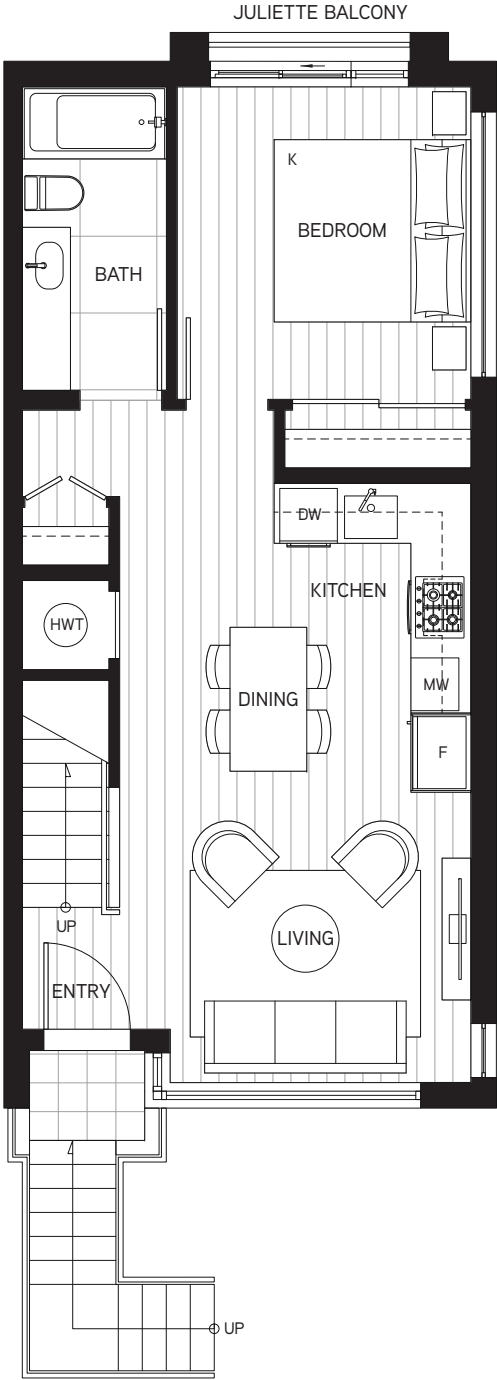 JULIETTE BALCONY
K
BEDROOM
BATH
DW
KITCHEN
HWT
MW
DINING
F
UP
LIVING
ENTRY
UP